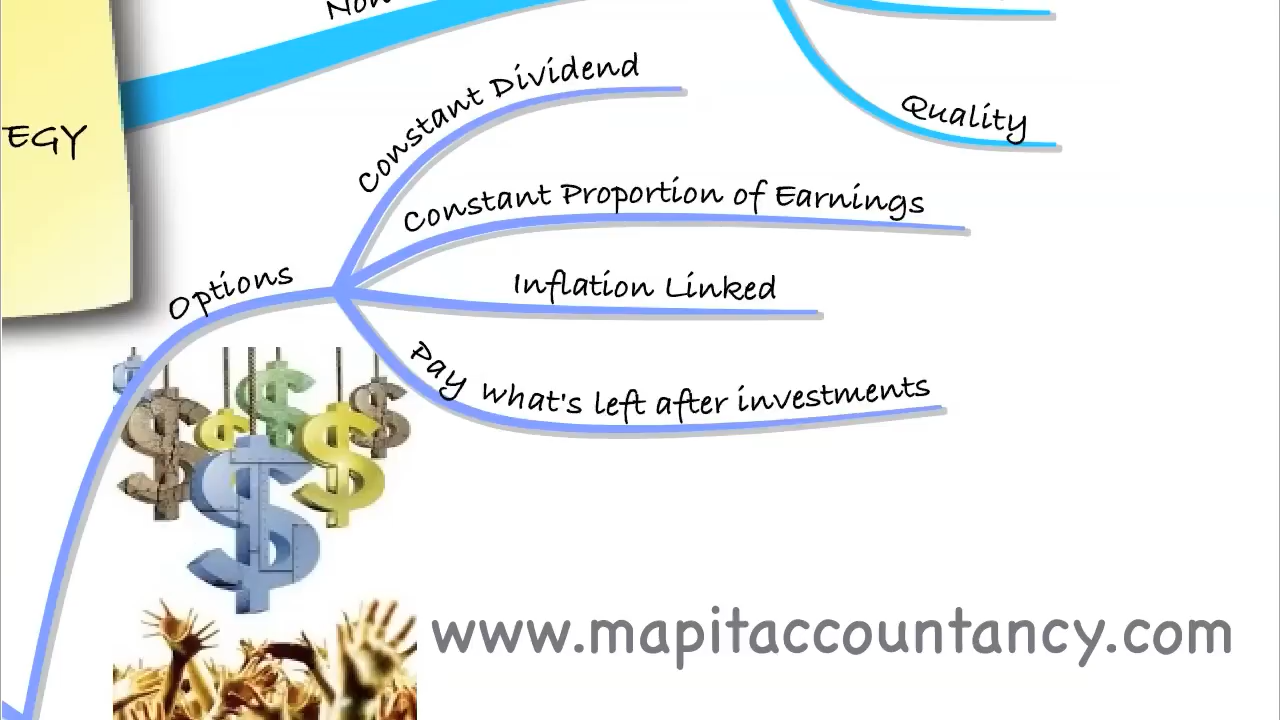 Non
EGY
Constant Dividend
Quality
Constant Proportion of Earnings
Options
Inflation Linked
Pay what's left after investments
www.mapitaccountancy.com